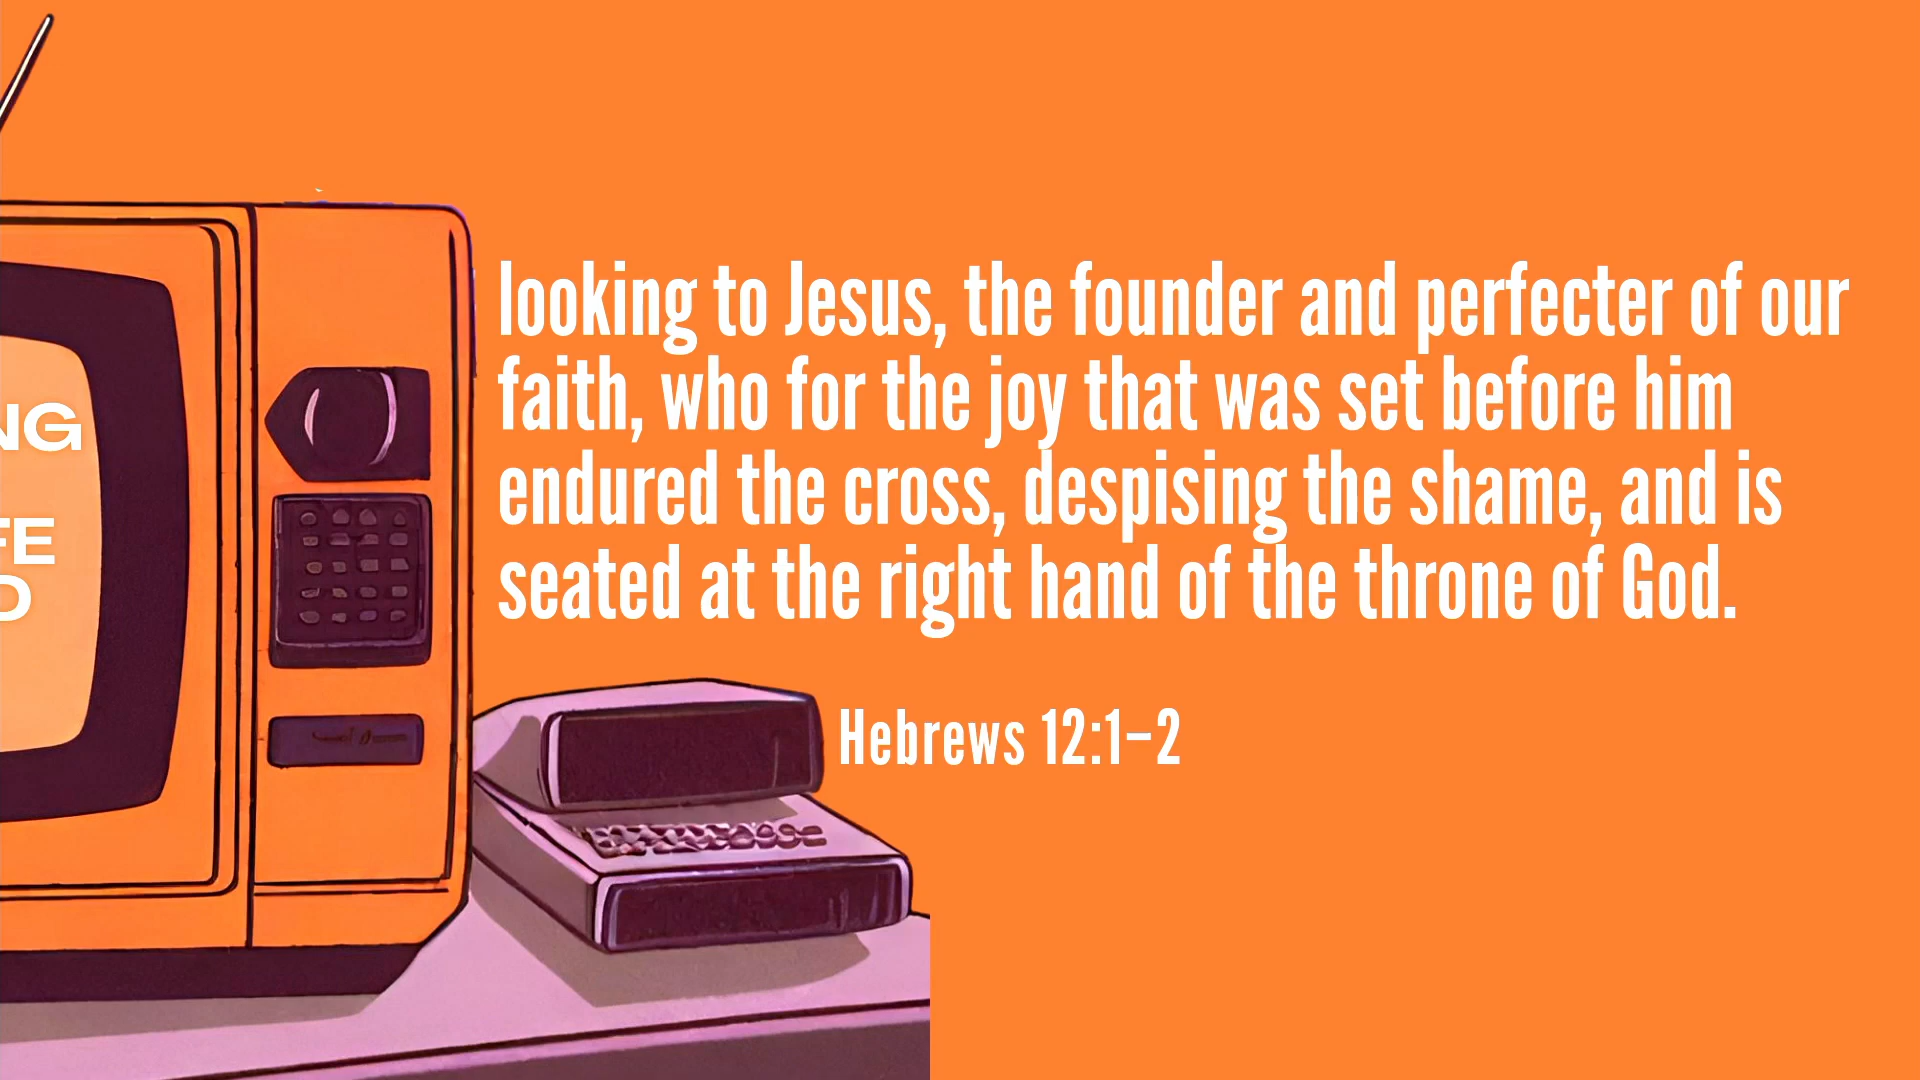 NG
FE
D
looking to Jesus, the founder and perfecter of our
faith, who for the joy that was set before him
endured the cross, despising the shame, and is
seated at the right hand of the throne of God.
Hebrews 12:1–2